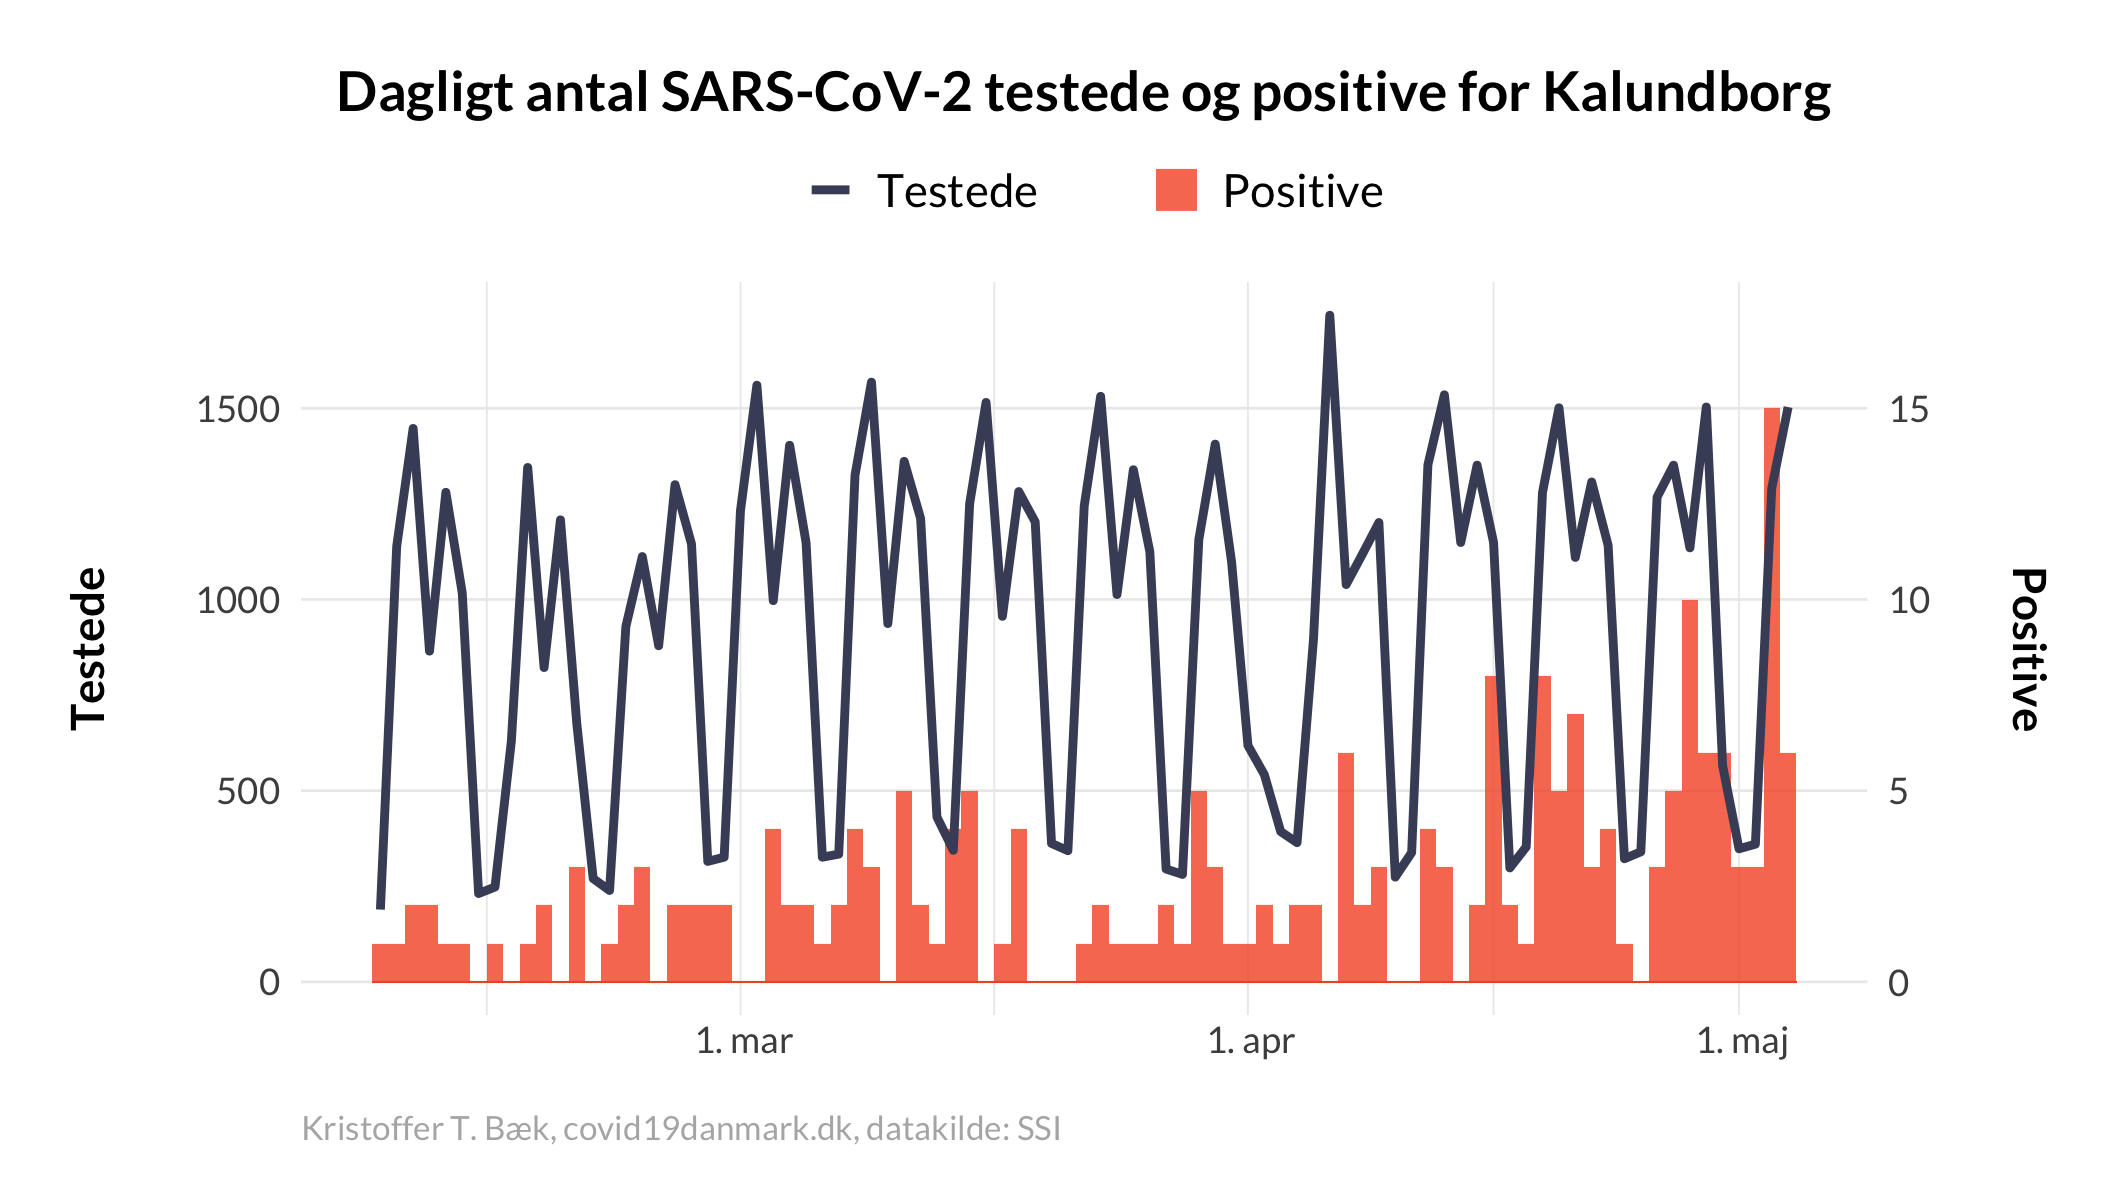 Dagligt antal SARS-CoV-2 testede og positive for Kalundborg
Testede Positive
1500 15
1000 10
500 5
0 0
Testede
Positive
1. mar 1. apr 1. maj
Kristoffer T. Bæk, covid19danmark.dk, datakilde: SSI